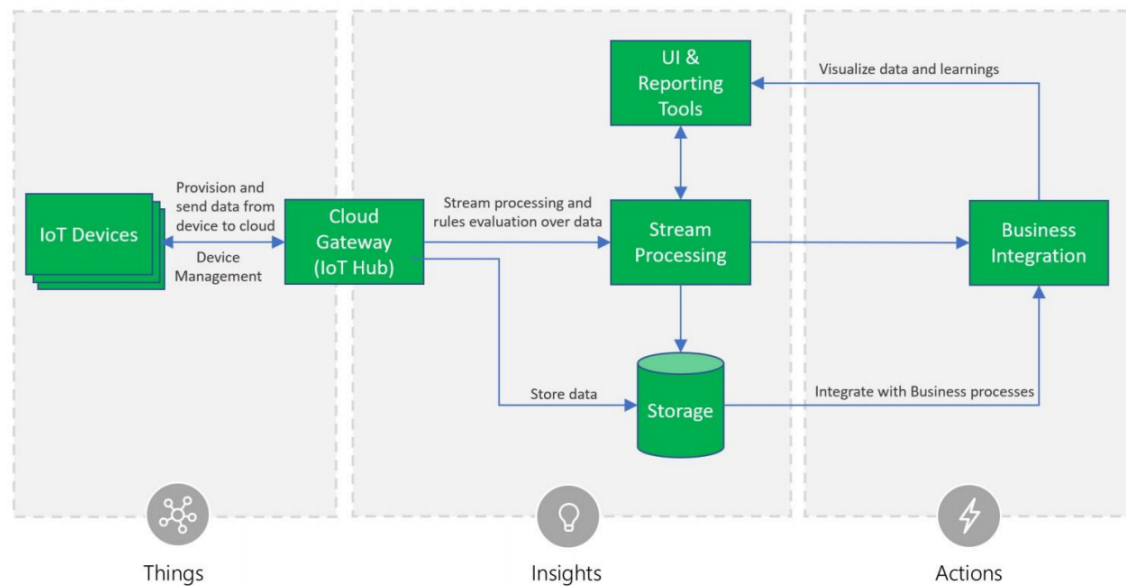 UI &
Reporting
Tools
Visualize data and learnings
Provision and
send data from
device to cloud
IoT Devices
Device
Management
Cloud
Gateway
(IoT Hub)
Stream processing and
rules evaluation over data
Stream
Processing
Business
Integration
Store data
Storage
Integrate with Business processes
Things
Insights
Actions